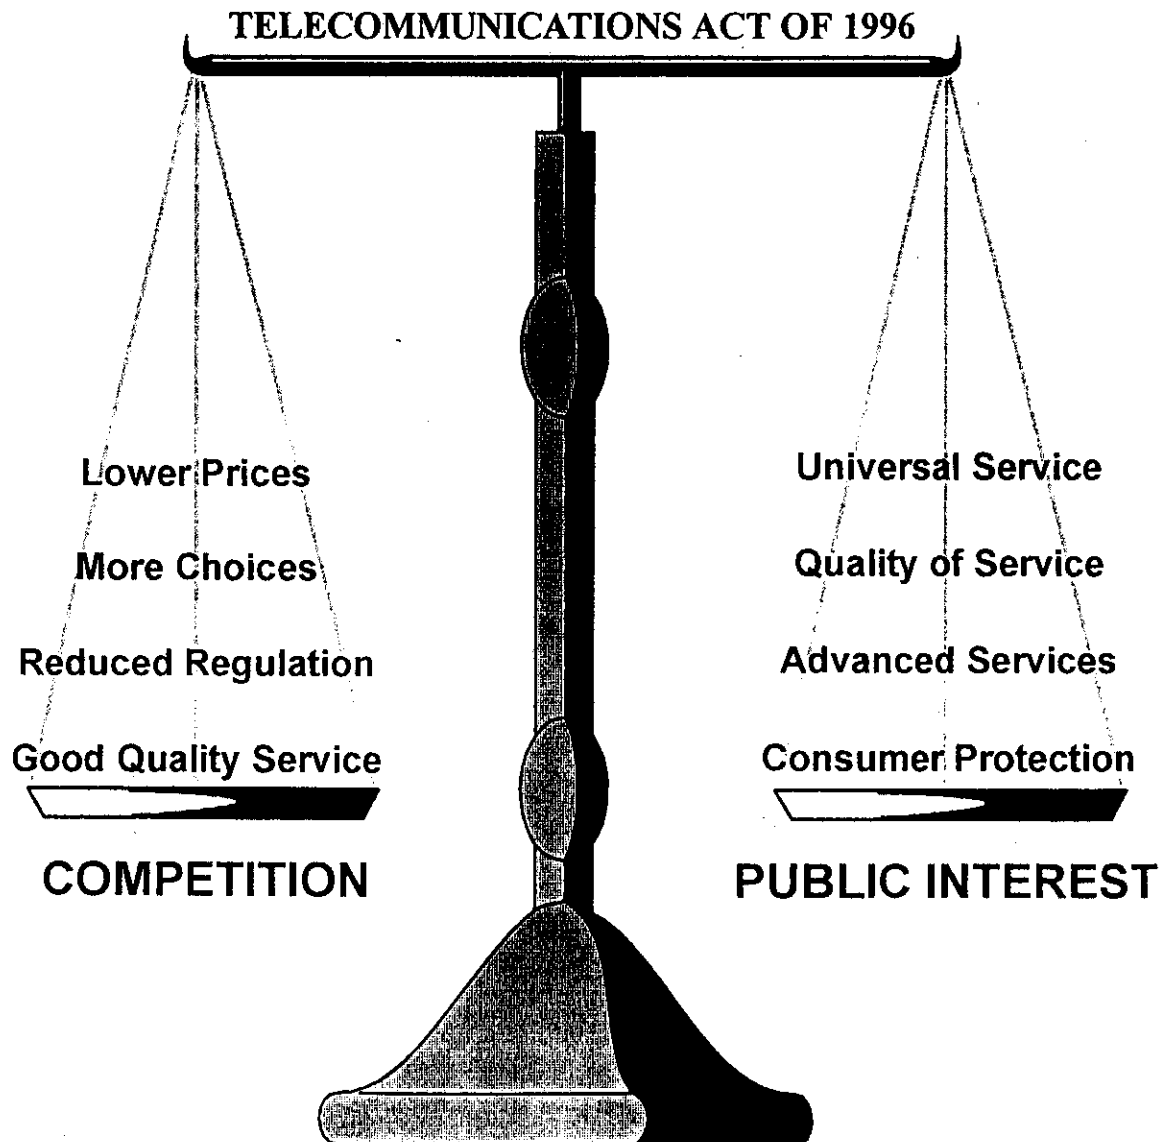 TELECOMMUNICATIONS ACT OF 1996
Lower Prices
More Choices
Reduced Regulation
Good Quality Service
COMPETITION
Universal Service
Quality of Service
Advanced Services
Consumer Protection
PUBLIC INTEREST